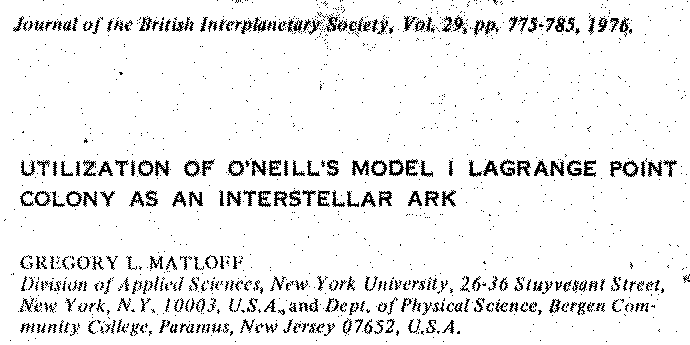 Journal of the British Interplanetary Society, Vol. 29, pp. 775-785, 1976.
UTILIZATION OF O'NEILL'S MODEL I LAGRANGE POINT
COLONY AS AN INTERSTELLAR ARK
GREGORY L. MATLOFF
Division of Applied Sciences, New York University, 26-36 Stuyvesant Street,
New York, N.Y. 10003, U.S.A., and Dept. of Physical Science, Bergen Com-
munity College, Paramus, New Jersey 07652, U.S.A.